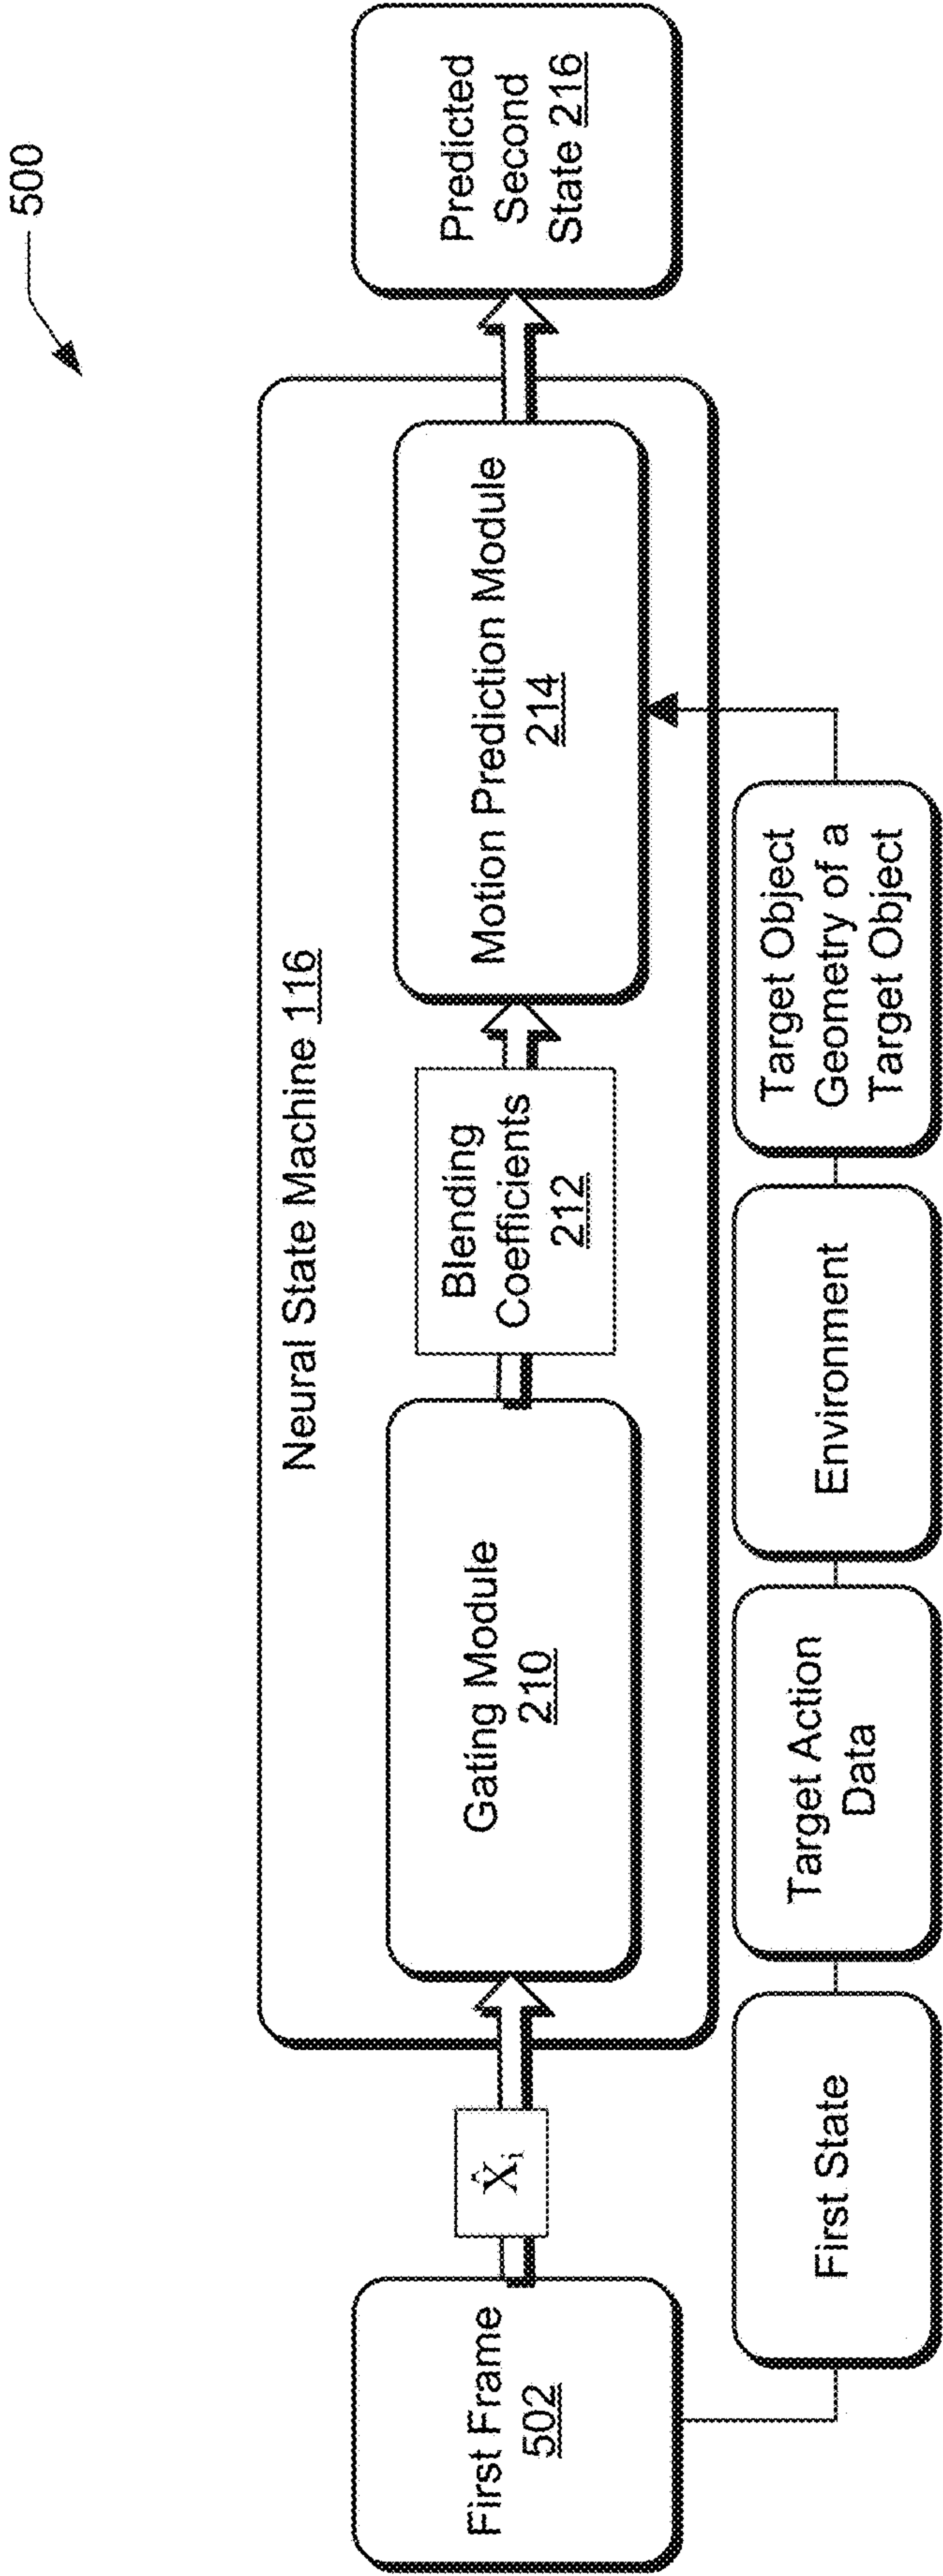 500
Neural State Machine 116
First Frame
502
X̂i
Gating Module
210
Blending
Coefficients
212
Motion Prediction Module
214
Predicted
Second
State 216
First State
Target Action
Data
Environment
Target Object
Geometry of a
Target Object